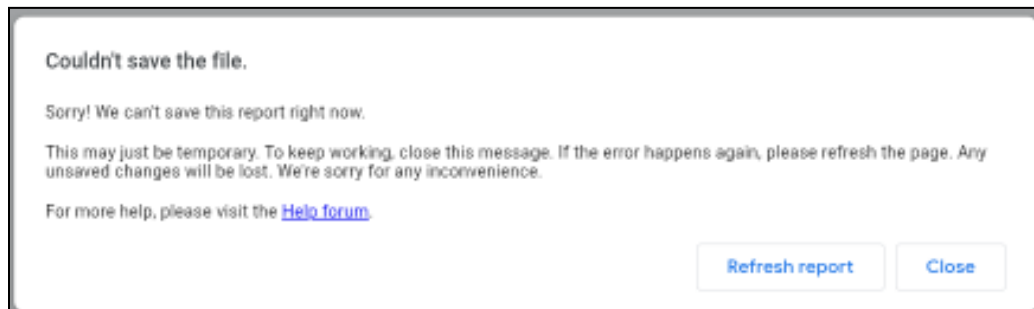 Couldn't save the file.
Sorry! We can't save this report right now.
This may just be temporary. To keep working, close this message. If the error happens again, please refresh the page. Any
unsaved changes will be lost. We're sorry for any inconvenience.
For more help, please visit the Help forum.
Refresh report
Close